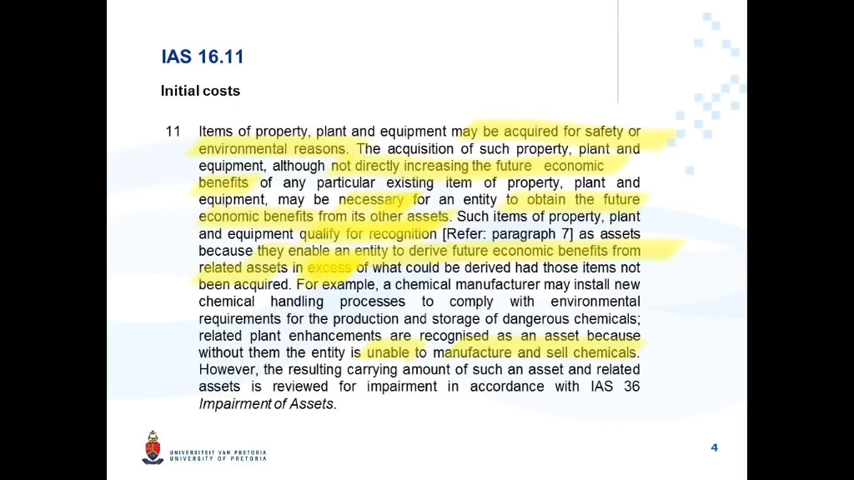 IAS 16.11
Initial costs
11 Items of property, plant and equipment may be acquired for safety or
environmental reasons. The acquisition of such property, plant and
equipment, although not directly increasing the future economic
benefits of any particular existing item of property, plant and
equipment, may be necessary for an entity to obtain the future
economic benefits from its other assets. Such items of property, plant
and equipment qualify for recognition [Refer: paragraph 7] as assets
because they enable an entity to derive future economic benefits from
related assets in excess of what could be derived had those items not
been acquired. For example, a chemical manufacturer may install new
chemical handling processes to comply with environmental
requirements for the production and storage of dangerous chemicals;
related plant enhancements are recognised as an asset because
without them the entity is unable to manufacture and sell chemicals.
However, the resulting carrying amount of such an asset and related
assets is reviewed for impairment in accordance with IAS 36
Impairment of Assets.
UNIVERSITEIT VAN PRETORIA
UNIVERSITY OF PRETORIA
4